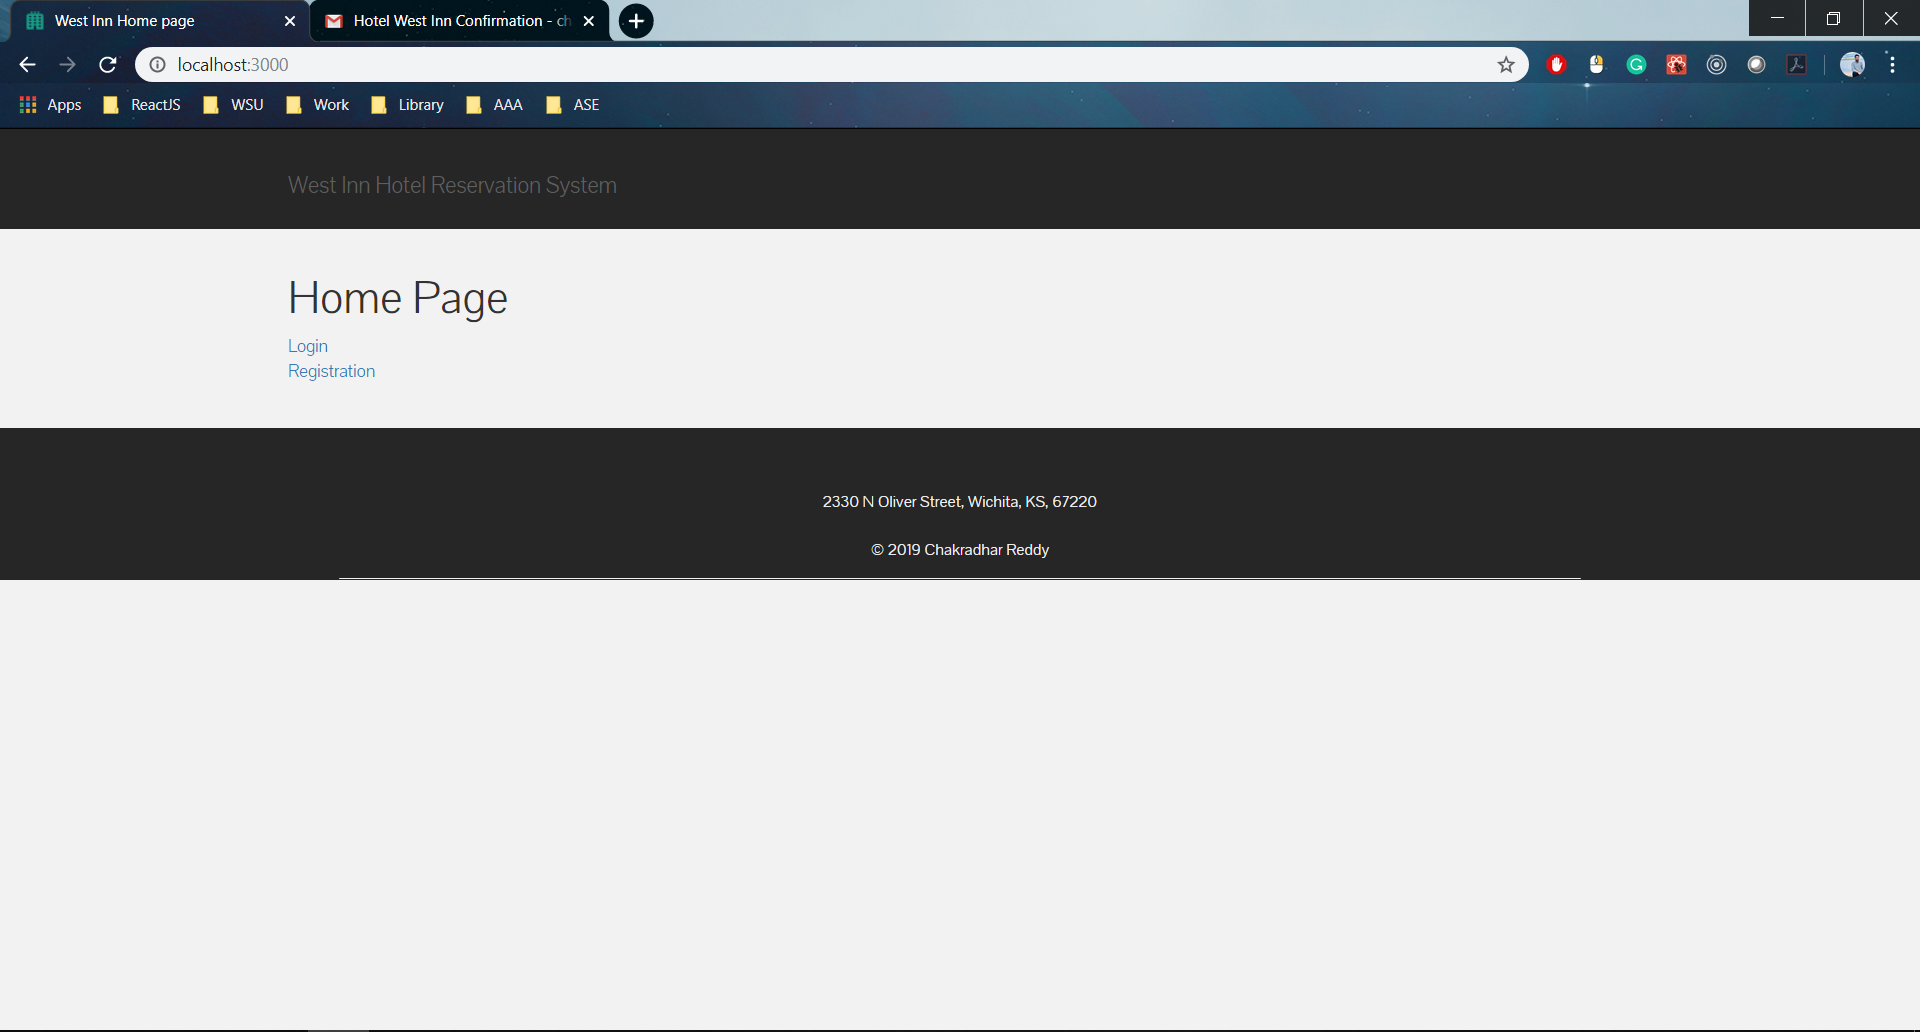 West Inn Home page
Hotel West Inn Confirmation - ch
localhost:3000
Apps ReactJS WSU Work Library AAA ASE
West Inn Hotel Reservation System
Home Page
Login
Registration
2330 N Oliver Street, Wichita, KS, 67220
© 2019 Chakradhar Reddy